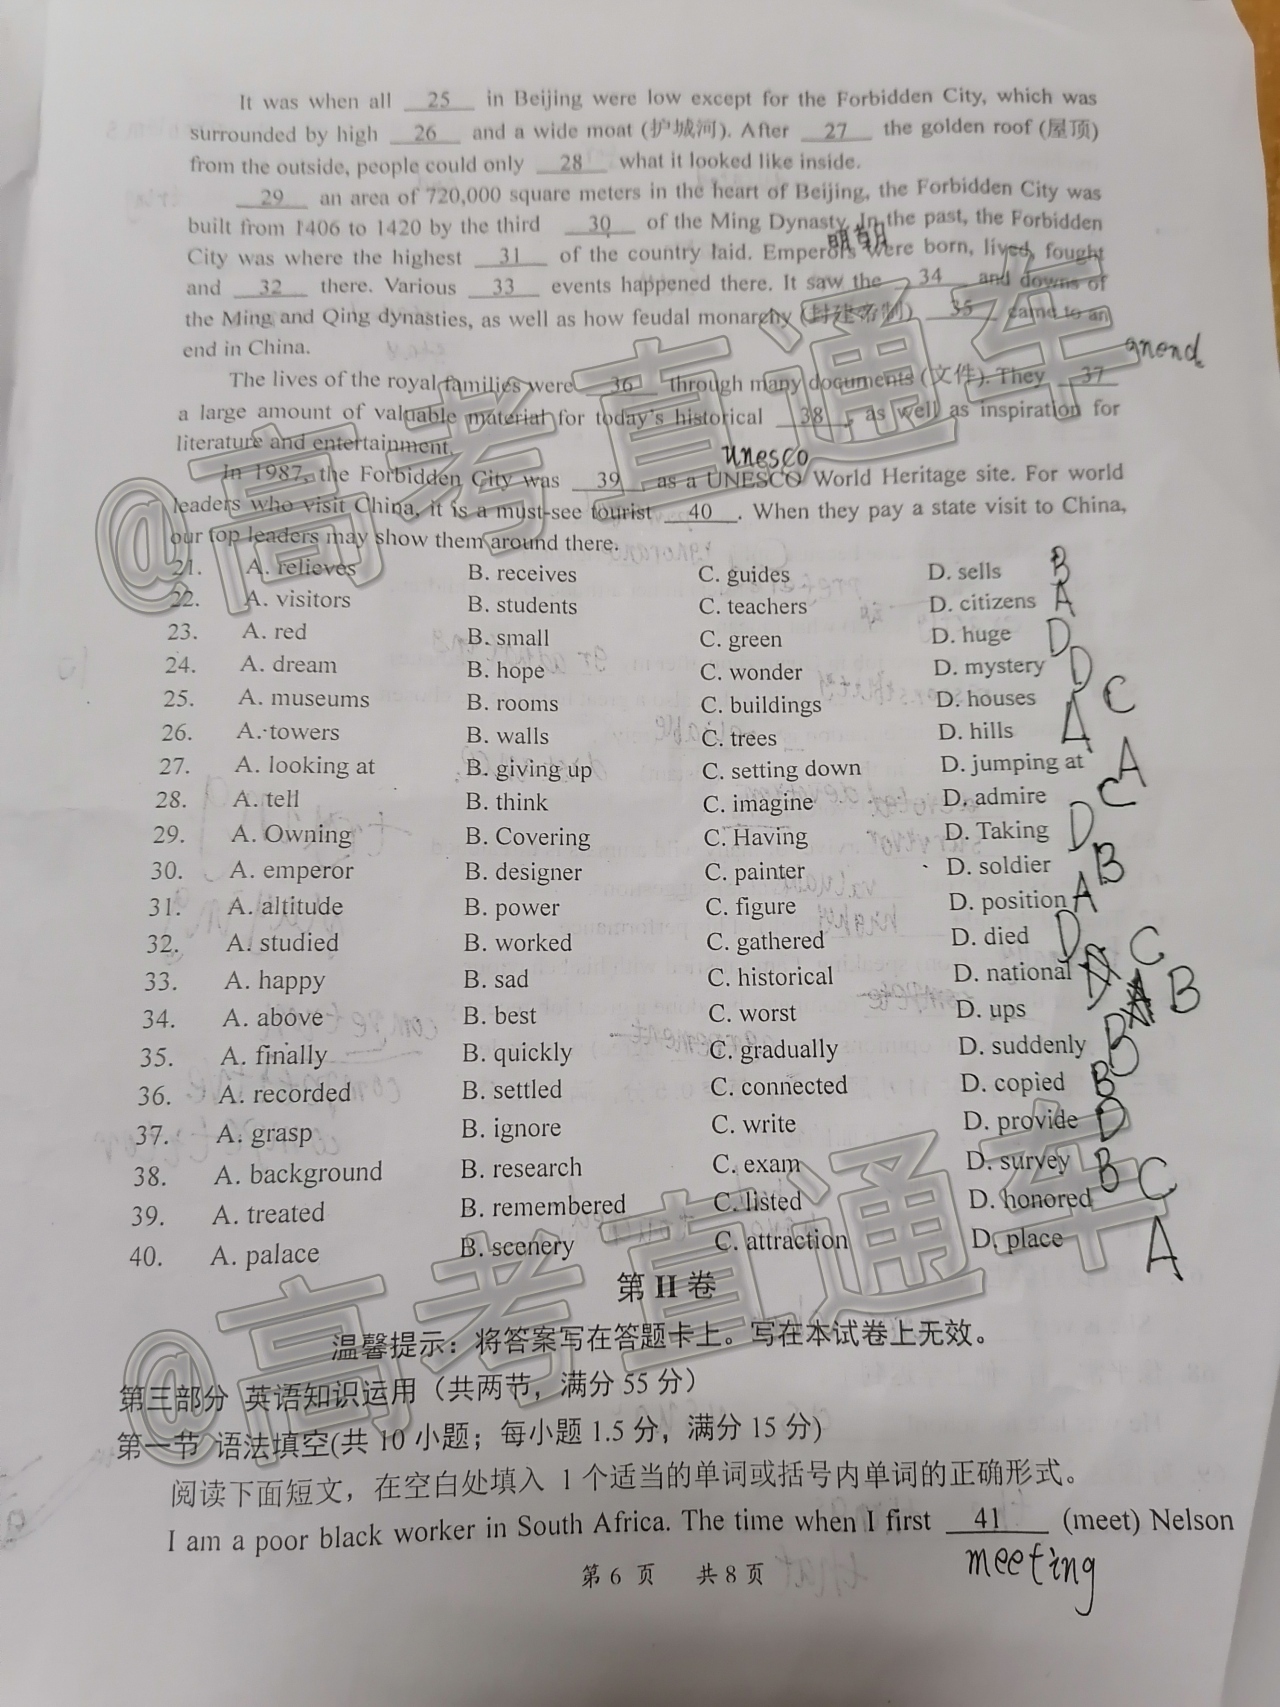 It was when all 25 in Beijing were low except for the Forbidden City, which was
surrounded by high 26 and a wide moat (护城河). After 27 the golden roof (屋顶)
from the outside, people could only 28 what it looked like inside.
29 an area of 720,000 square meters in the heart of Beijing, the Forbidden City was
built from 1406 to 1420 by the third 30 of the Ming Dynasty. In the past, the Forbidden
明朝
City was where the highest 31 of the country laid. Emperors were born, lived, fought
and 32 there. Various 33 events happened there. It saw the 34 and downs of
the Ming and Qing dynasties, as well as how feudal monarchy (封建帝制) 35 came to an
end in China.
The lives of the royal families were 36 through many documents (文件). They 37
a large amount of valuable material for today's historical 38, as well as inspiration for
literature and entertainment.
unesco
In 1987, the Forbidden City was 39 as a UNESCO World Heritage site. For world
leaders who visit China, it is a must-see tourist 40. When they pay a state visit to China,
our top leaders may show them around there.
21. A. relieves B. receives C. guides D. sells B
22. A. visitors B. students C. teachers D. citizens A
23. A. red B. small C. green D. huge D
24. A. dream B. hope C. wonder D. mystery D
25. A. museums B. rooms C. buildings D. houses C
26. A. towers B. walls C. trees D. hills A
27. A. looking at B. giving up C. setting down D. jumping at A
28. A. tell B. think C. imagine D. admire C
29. A. Owning B. Covering C. Having D. Taking D
30. A. emperor B. designer C. painter D. soldier B
31. A. altitude B. power C. figure D. position A
32. A. studied B. worked C. gathered D. died D
33. A. happy B. sad C. historical D. national C
34. A. above B. best C. worst D. ups B
35. A. finally B. quickly C. gradually D. suddenly B
36. A. recorded B. settled C. connected D. copied B
37. A. grasp B. ignore C. write D. provide D
38. A. background B. research C. exam D. survey B
39. A. treated B. remembered C. listed D. honored C
40. A. palace B. scenery C. attraction D. place A
第 II 卷
温馨提示：将答案写在答题卡上。写在本试卷上无效。
第三部分 英语知识运用（共两节，满分 55 分）
第一节 语法填空(共 10 小题；每小题 1.5 分，满分 15 分)
阅读下面短文，在空白处填入 1 个适当的单词或括号内单词的正确形式。
I am a poor black worker in South Africa. The time when I first 41 (meet) Nelson
meeting
第 6 页 共 8 页
@高考直通车
@高考直通车